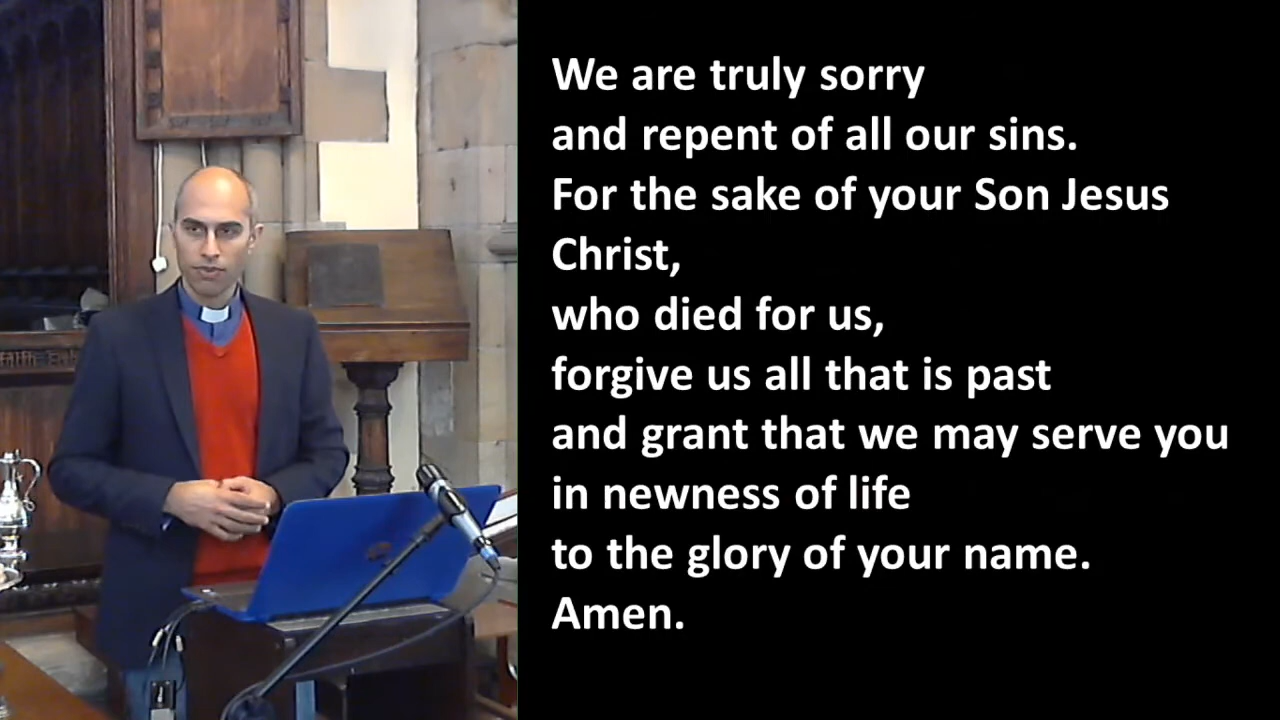 We are truly sorry
and repent of all our sins.
For the sake of your Son Jesus
Christ,
who died for us,
forgive us all that is past
and grant that we may serve you
in newness of life
to the glory of your name.
Amen.
faith